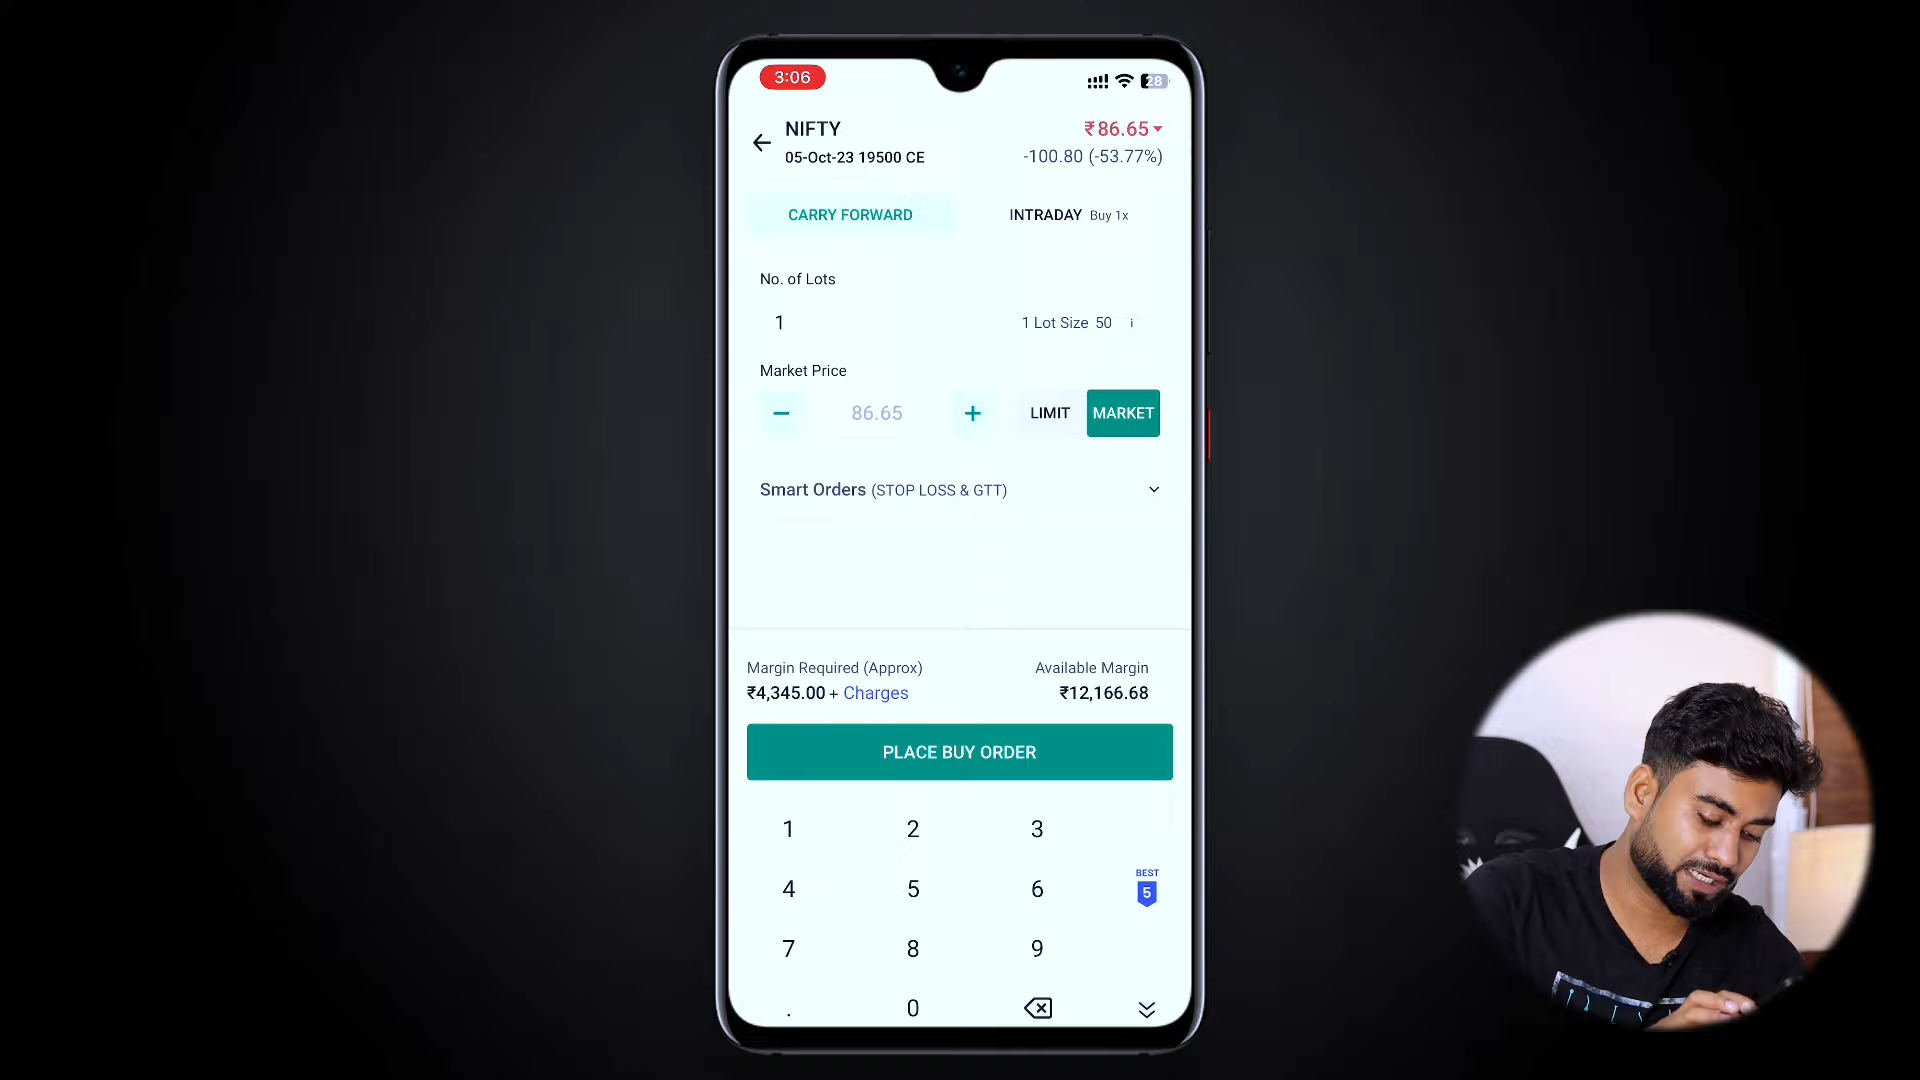 3:06
28
NIFTY
₹86.65
05-Oct-23 19500 CE
-100.80 (-53.77%)
CARRY FORWARD
INTRADAY Buy 1x
No. of Lots
1
1 Lot Size 50 i
Market Price
− 86.65 +
LIMIT
MARKET
Smart Orders (STOP LOSS & GTT)
Margin Required (Approx)
Available Margin
₹4,345.00 + Charges
₹12,166.68
PLACE BUY ORDER
1 2 3
4 5 6
BEST
5
7 8 9
. 0